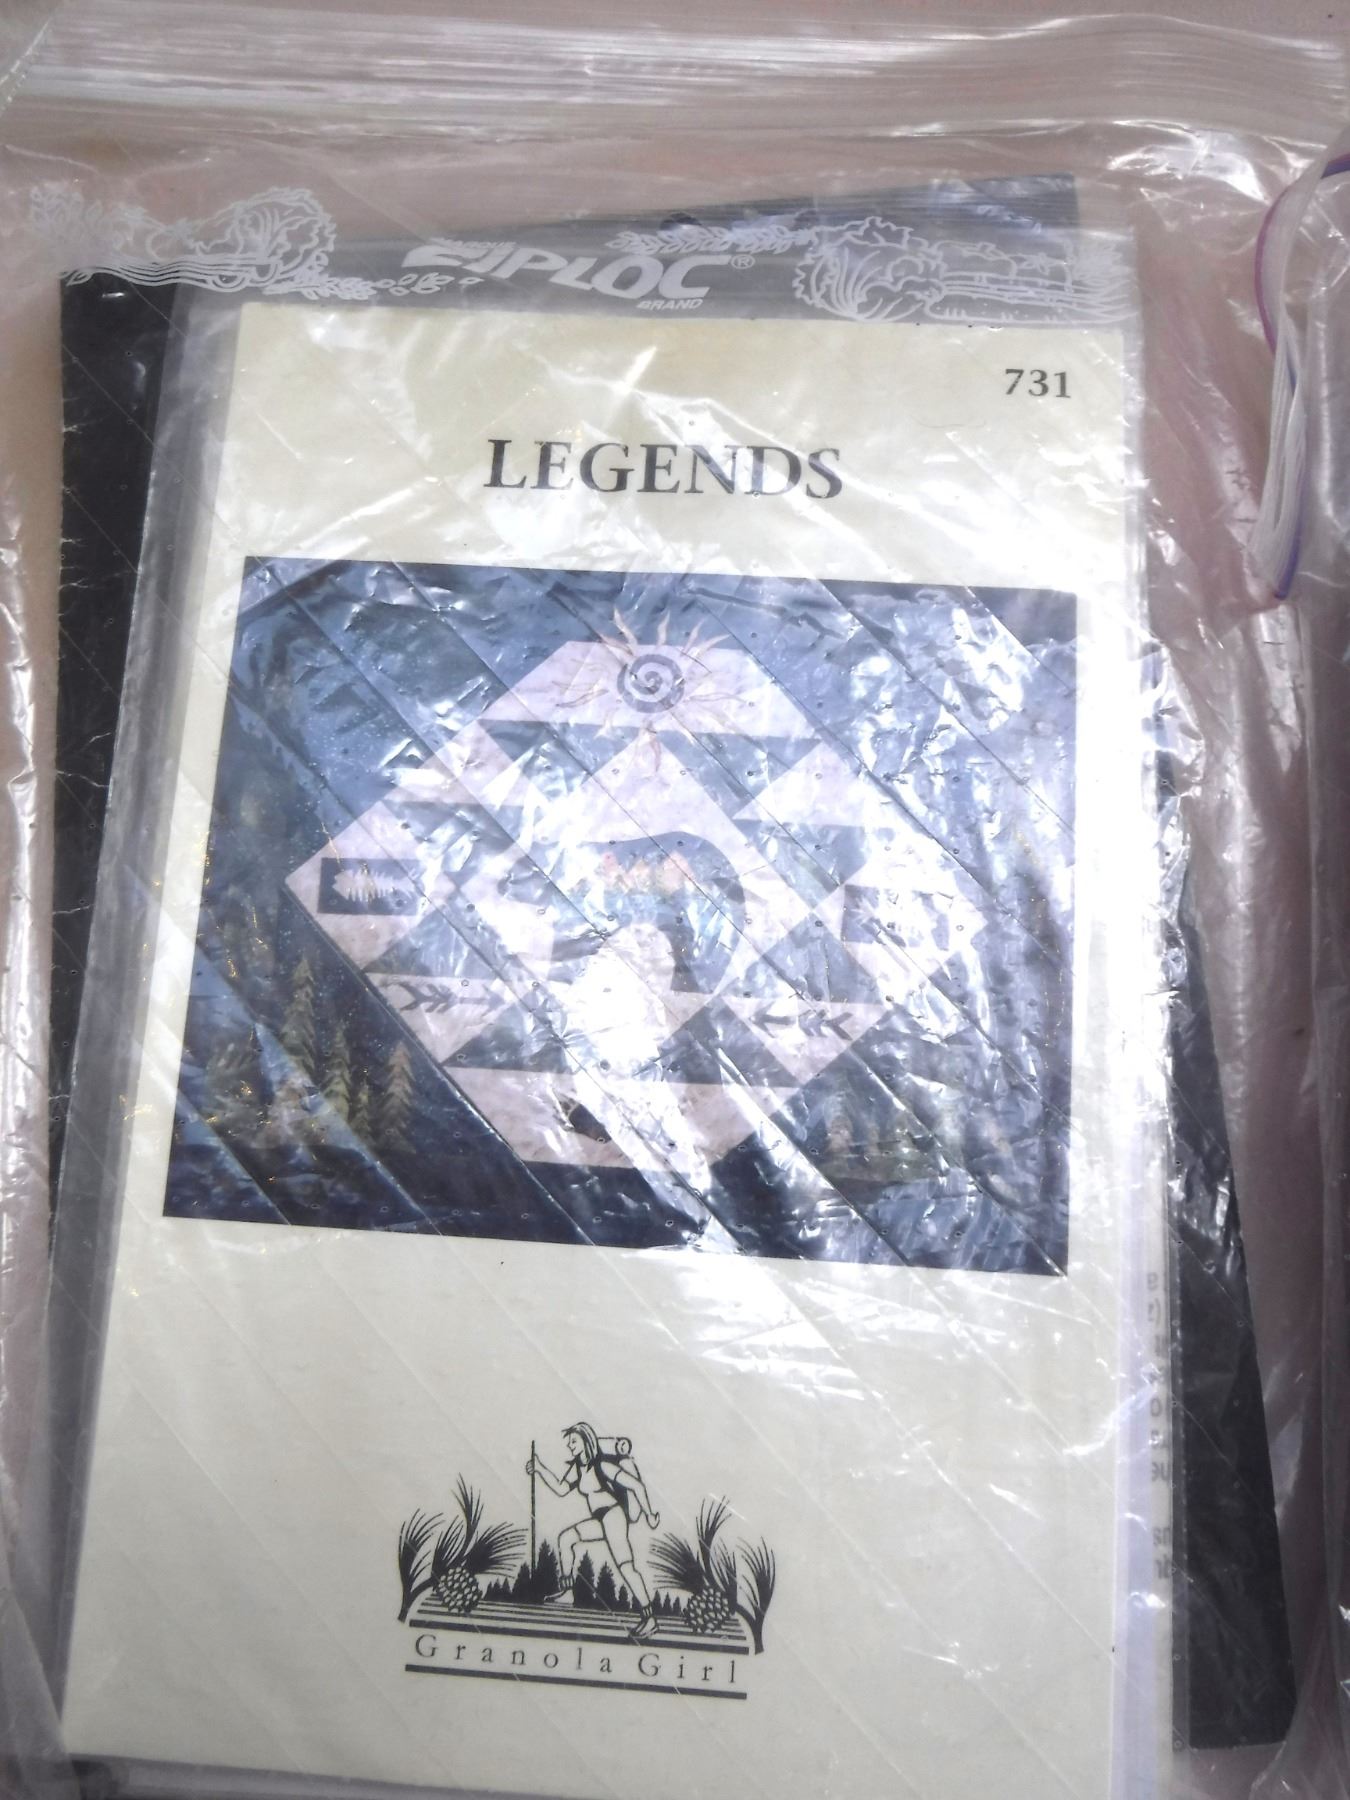 ZIPLOC®
BRAND
731
LEGENDS
Granola Girl